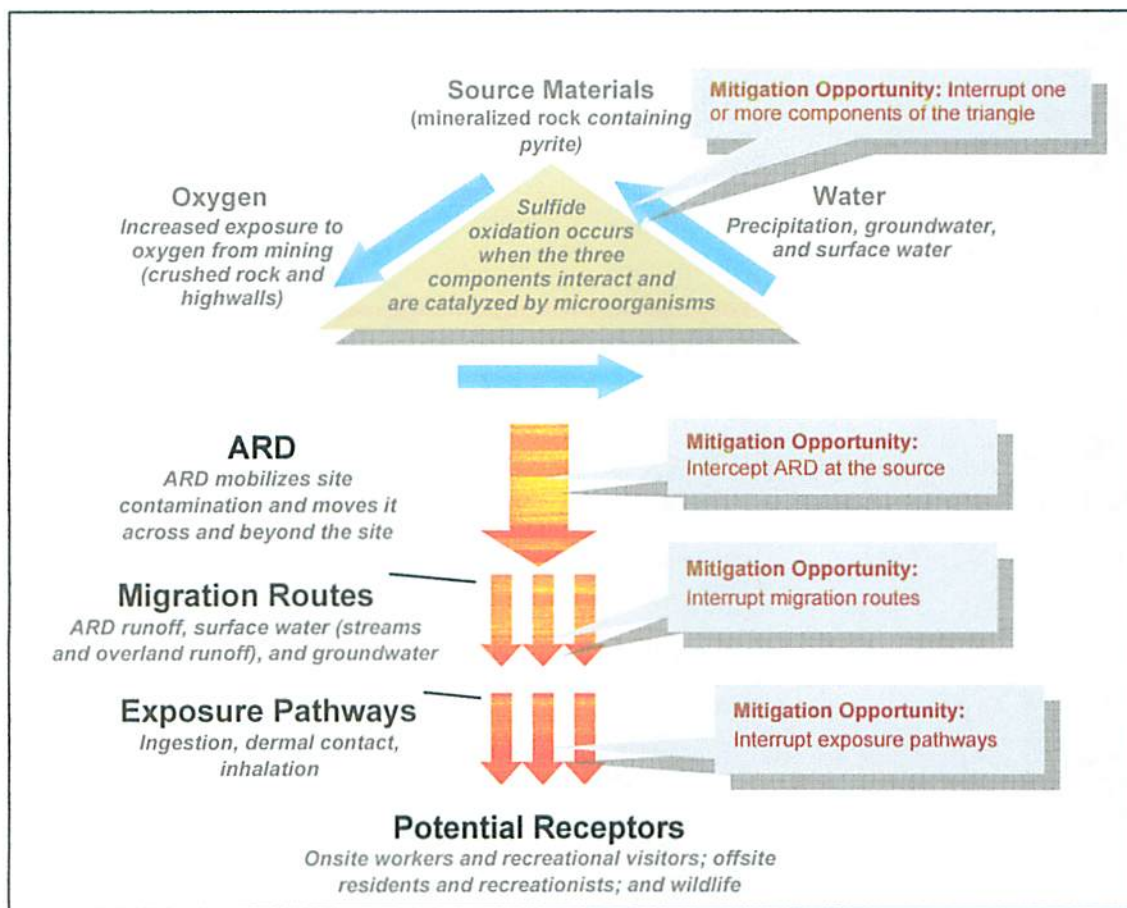 Source Materials
(mineralized rock containing
pyrite)
Mitigation Opportunity: Interrupt one
or more components of the triangle
Oxygen
Increased exposure to
oxygen from mining
(crushed rock and
highwalls)
Sulfide
oxidation occurs
when the three
components interact and
are catalyzed by microorganisms
Water
Precipitation, groundwater,
and surface water
ARD
ARD mobilizes site
contamination and moves it
across and beyond the site
Mitigation Opportunity:
Intercept ARD at the source
Migration Routes
ARD runoff, surface water (streams
and overland runoff), and groundwater
Mitigation Opportunity:
Interrupt migration routes
Exposure Pathways
Ingestion, dermal contact,
inhalation
Mitigation Opportunity:
Interrupt exposure pathways
Potential Receptors
Onsite workers and recreational visitors; offsite
residents and recreationists; and wildlife